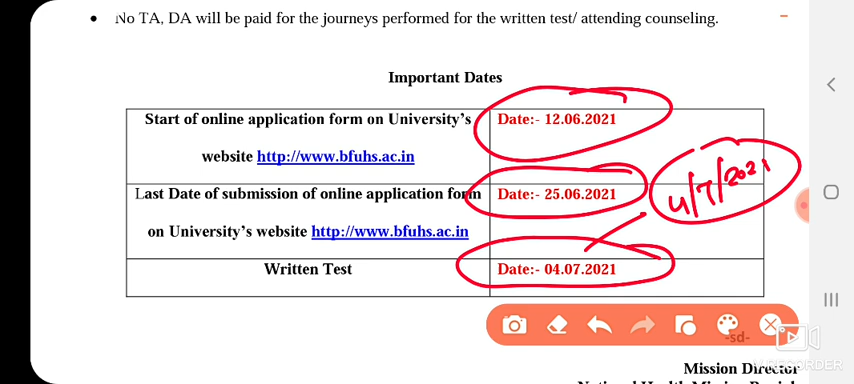 • No TA, DA will be paid for the journeys performed for the written test/ attending counseling.
Important Dates
Start of online application form on University's Date:- 12.06.2021
website http://www.bfuhs.ac.in
Last Date of submission of online application form Date:- 25.06.2021
4/7/2021
on University's website http://www.bfuhs.ac.in
Written Test Date:- 04.07.2021
-sd-
RECORDER
Mission Director
National Health Mission